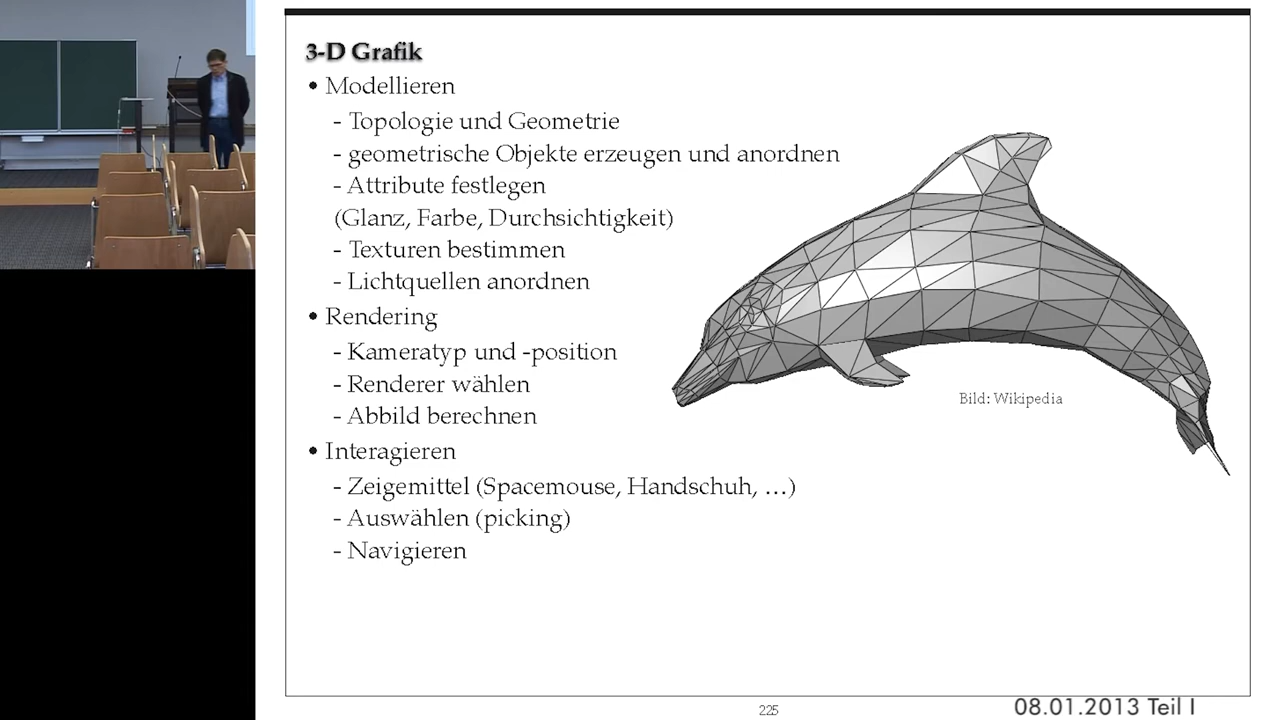 3-D Grafik
• Modellieren
- Topologie und Geometrie
- geometrische Objekte erzeugen und anordnen
- Attribute festlegen
(Glanz, Farbe, Durchsichtigkeit)
- Texturen bestimmen
- Lichtquellen anordnen
• Rendering
- Kameratyp und -position
- Renderer wählen
- Abbild berechnen
• Interagieren
- Zeigemittel (Spacemouse, Handschuh, …)
- Auswählen (picking)
- Navigieren
Bild: Wikipedia
225
08.01.2013 Teil I